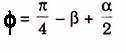 ϕ = π/4 − β + α/2